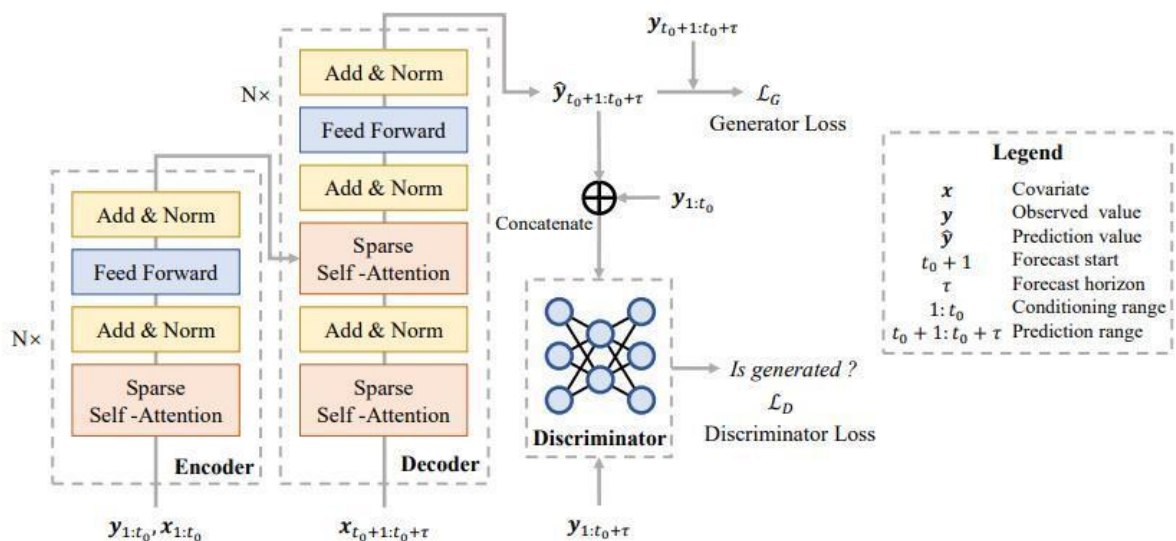 y_{t_0+1:t_0+τ}
Add & Norm
N×
Feed Forward
Add & Norm
Sparse
Self -Attention
Add & Norm
Sparse
Self -Attention
Decoder
x_{t_0+1:t_0+τ}
Add & Norm
Feed Forward
N×
Add & Norm
Sparse
Self -Attention
Encoder
y_{1:t_0}, x_{1:t_0}
ŷ_{t_0+1:t_0+τ}
ℒ_G
Generator Loss
y_{1:t_0}
Concatenate
Is generated ?
ℒ_D
Discriminator Loss
Discriminator
y_{1:t_0+τ}
Legend
x Covariate
y Observed value
ŷ Prediction value
t_0 + 1 Forecast start
τ Forecast horizon
1: t_0 Conditioning range
t_0 + 1: t_0 + τ Prediction range